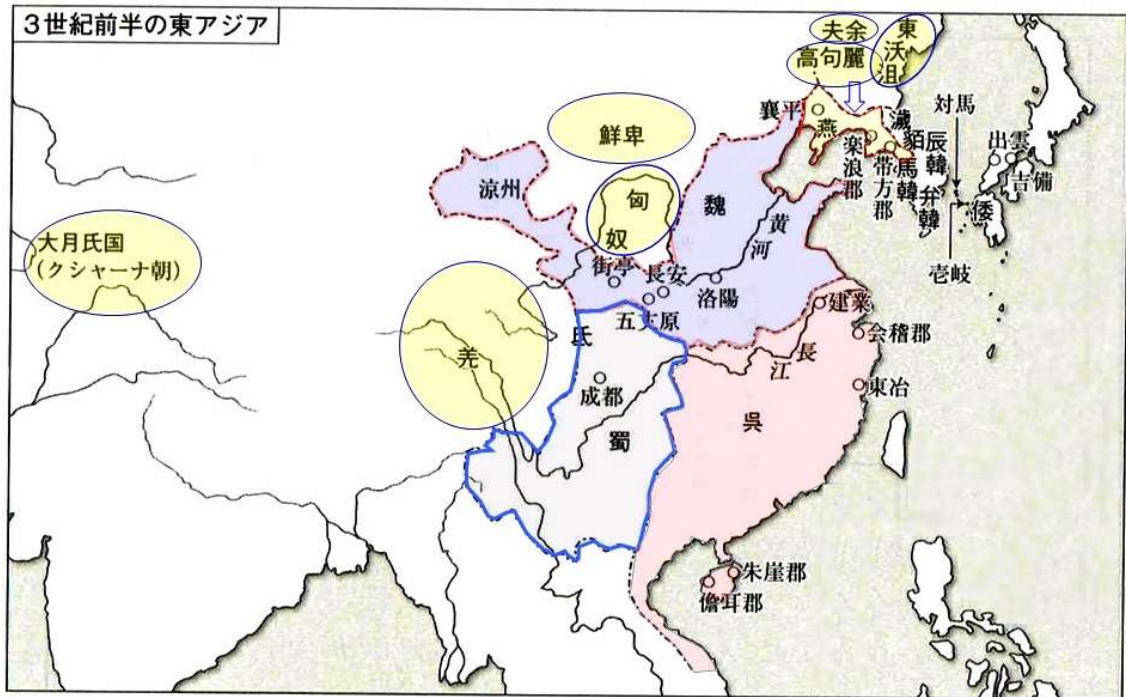 3世紀前半の東アジア
夫余
東沃沮
高句麗
襄平
燕
濊貊
対馬
鮮卑
楽浪郡
帯方郡
馬韓
辰韓
弁韓
出雲
吉備
涼州
匈奴
魏
黄河
倭
大月氏国
(クシャーナ朝)
街亭
長安
洛陽
壱岐
五丈原
建業
氐
会稽郡
羌
長江
成都
東冶
蜀
呉
朱崖郡
儋耳郡